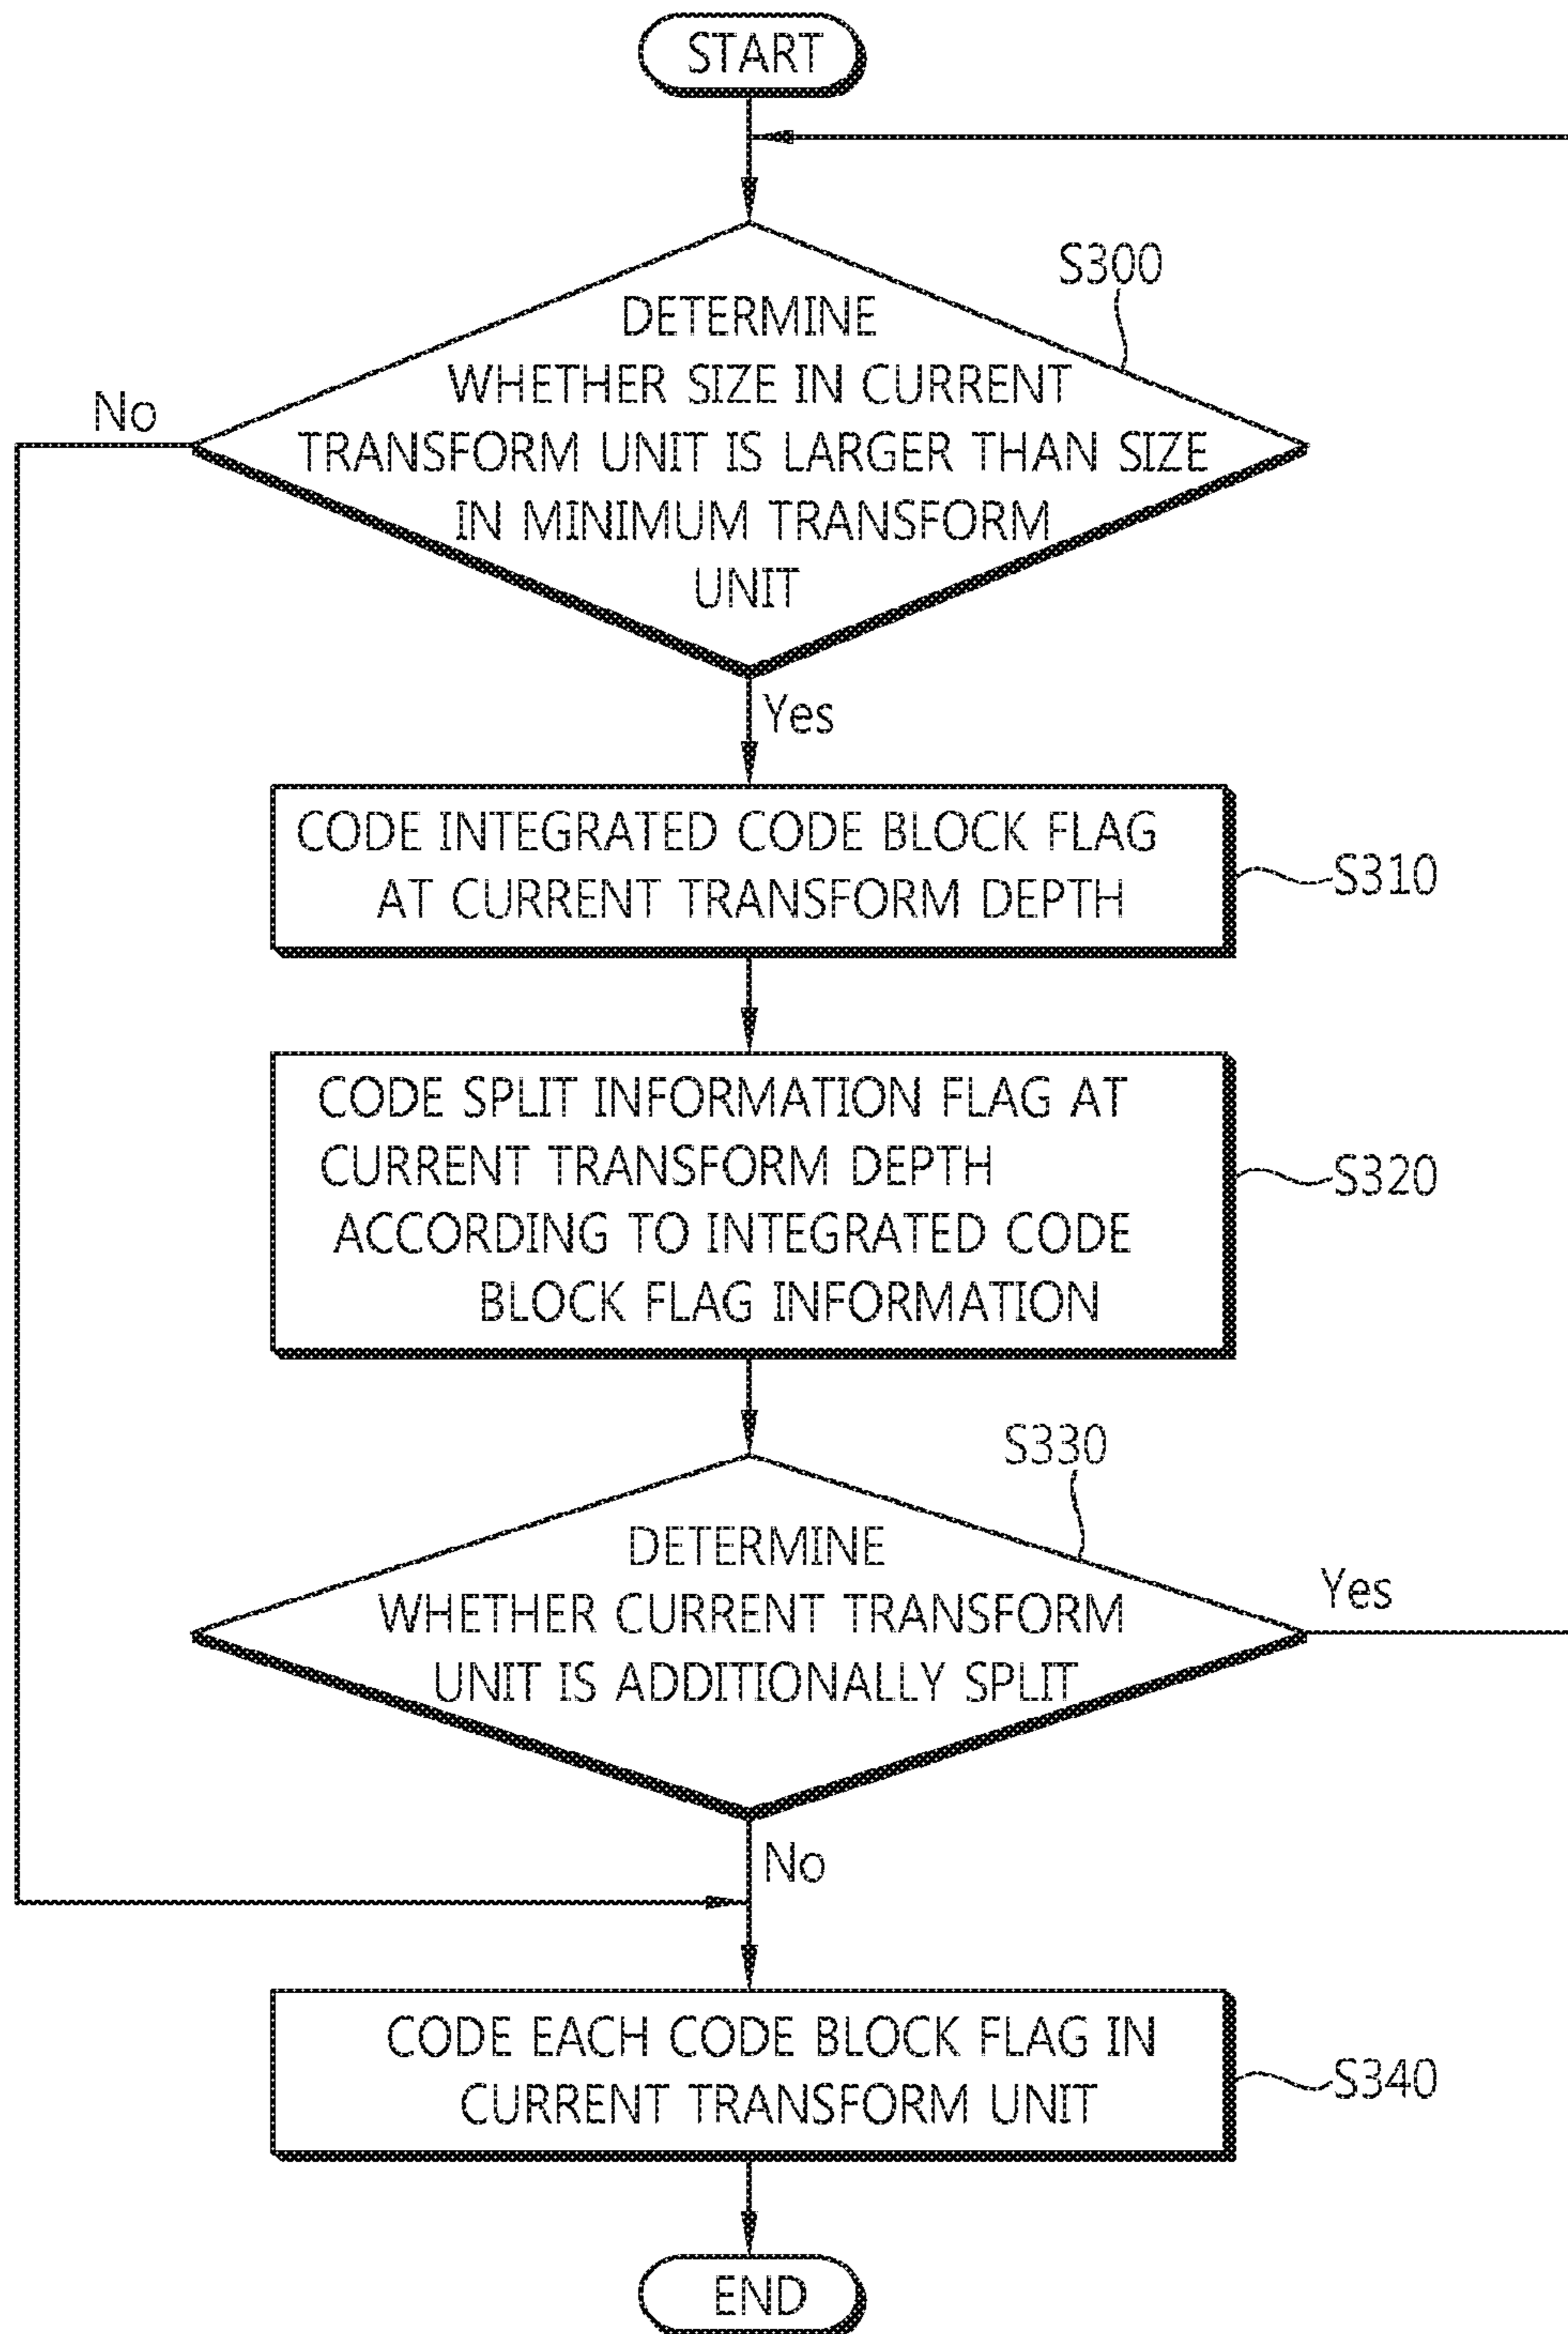 START
S300
DETERMINE
WHETHER SIZE IN CURRENT
TRANSFORM UNIT IS LARGER THAN SIZE
IN MINIMUM TRANSFORM
UNIT
No
Yes
CODE INTEGRATED CODE BLOCK FLAG
AT CURRENT TRANSFORM DEPTH
S310
CODE SPLIT INFORMATION FLAG AT
CURRENT TRANSFORM DEPTH
ACCORDING TO INTEGRATED CODE
BLOCK FLAG INFORMATION
S320
S330
DETERMINE
WHETHER CURRENT TRANSFORM
UNIT IS ADDITIONALLY SPLIT
Yes
No
CODE EACH CODE BLOCK FLAG IN
CURRENT TRANSFORM UNIT
S340
END